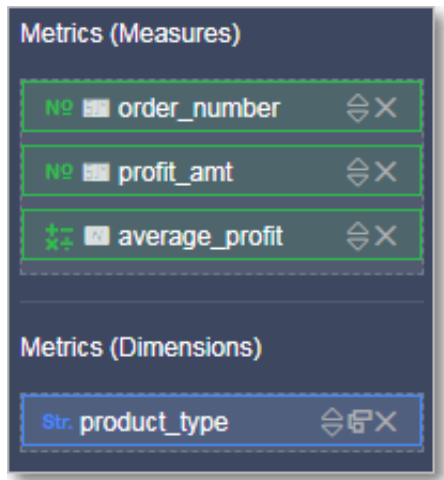 Metrics (Measures)
Nº order_number
Nº profit_amt
average_profit
Metrics (Dimensions)
Str. product_type